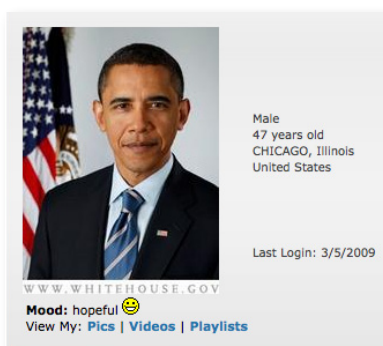 Male
47 years old
CHICAGO, Illinois
United States
Last Login: 3/5/2009
WWW.WHITEHOUSE.GOV
Mood: hopeful
View My: Pics | Videos | Playlists